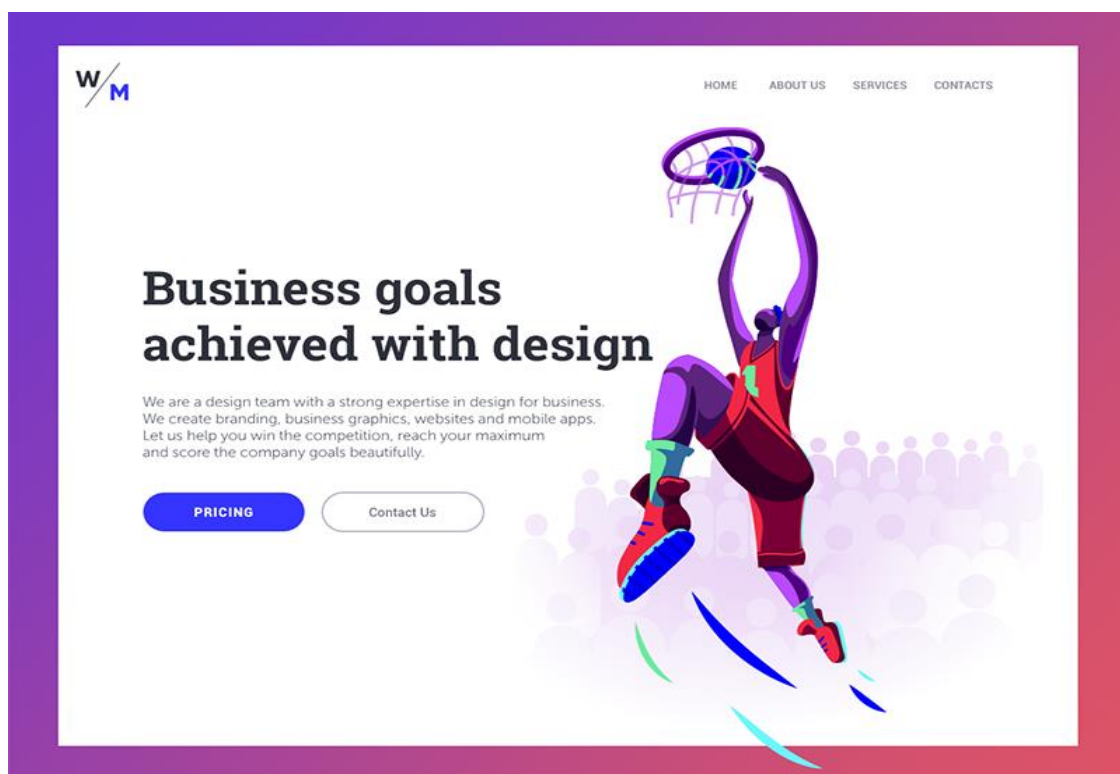 W/M
HOME ABOUT US SERVICES CONTACTS
Business goals
achieved with design
We are a design team with a strong expertise in design for business.
We create branding, business graphics, websites and mobile apps.
Let us help you win the competition, reach your maximum
and score the company goals beautifully.
PRICING Contact Us